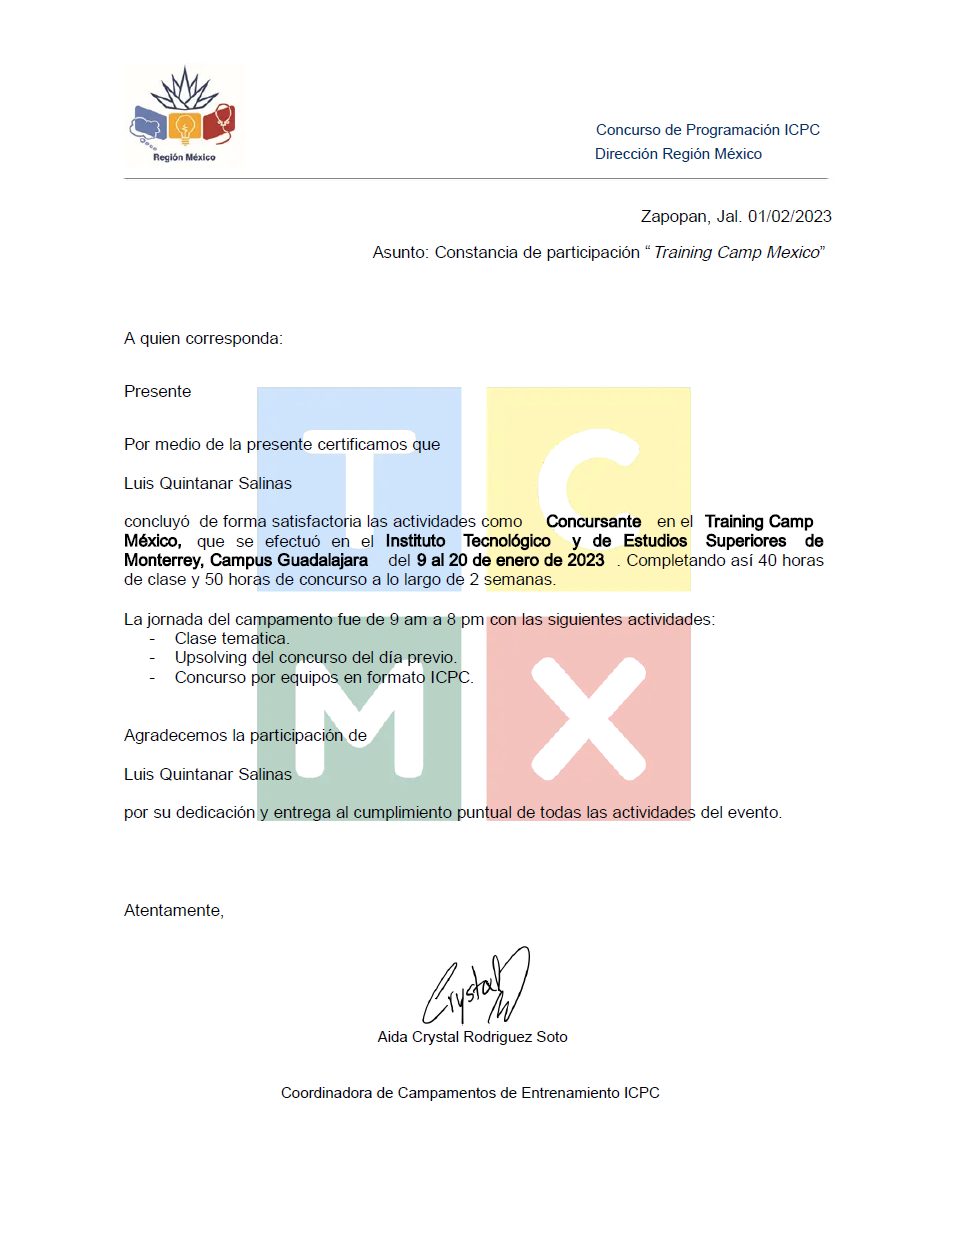 Región México
Concurso de Programación ICPC
Dirección Región México
Zapopan, Jal. 01/02/2023
Asunto: Constancia de participación “Training Camp Mexico”
A quien corresponda:
Presente
Por medio de la presente certificamos que
Luis Quintanar Salinas
concluyó de forma satisfactoria las actividades como Concursante en el Training Camp
México, que se efectuó en el Instituto Tecnológico y de Estudios Superiores de
Monterrey, Campus Guadalajara del 9 al 20 de enero de 2023 . Completando así 40 horas
de clase y 50 horas de concurso a lo largo de 2 semanas.
La jornada del campamento fue de 9 am a 8 pm con las siguientes actividades:
- Clase tematica.
- Upsolving del concurso del día previo.
- Concurso por equipos en formato ICPC.
Agradecemos la participación de
Luis Quintanar Salinas
por su dedicación y entrega al cumplimiento puntual de todas las actividades del evento.
T C
M X
Atentamente,
Crystal
Aida Crystal Rodriguez Soto
Coordinadora de Campamentos de Entrenamiento ICPC